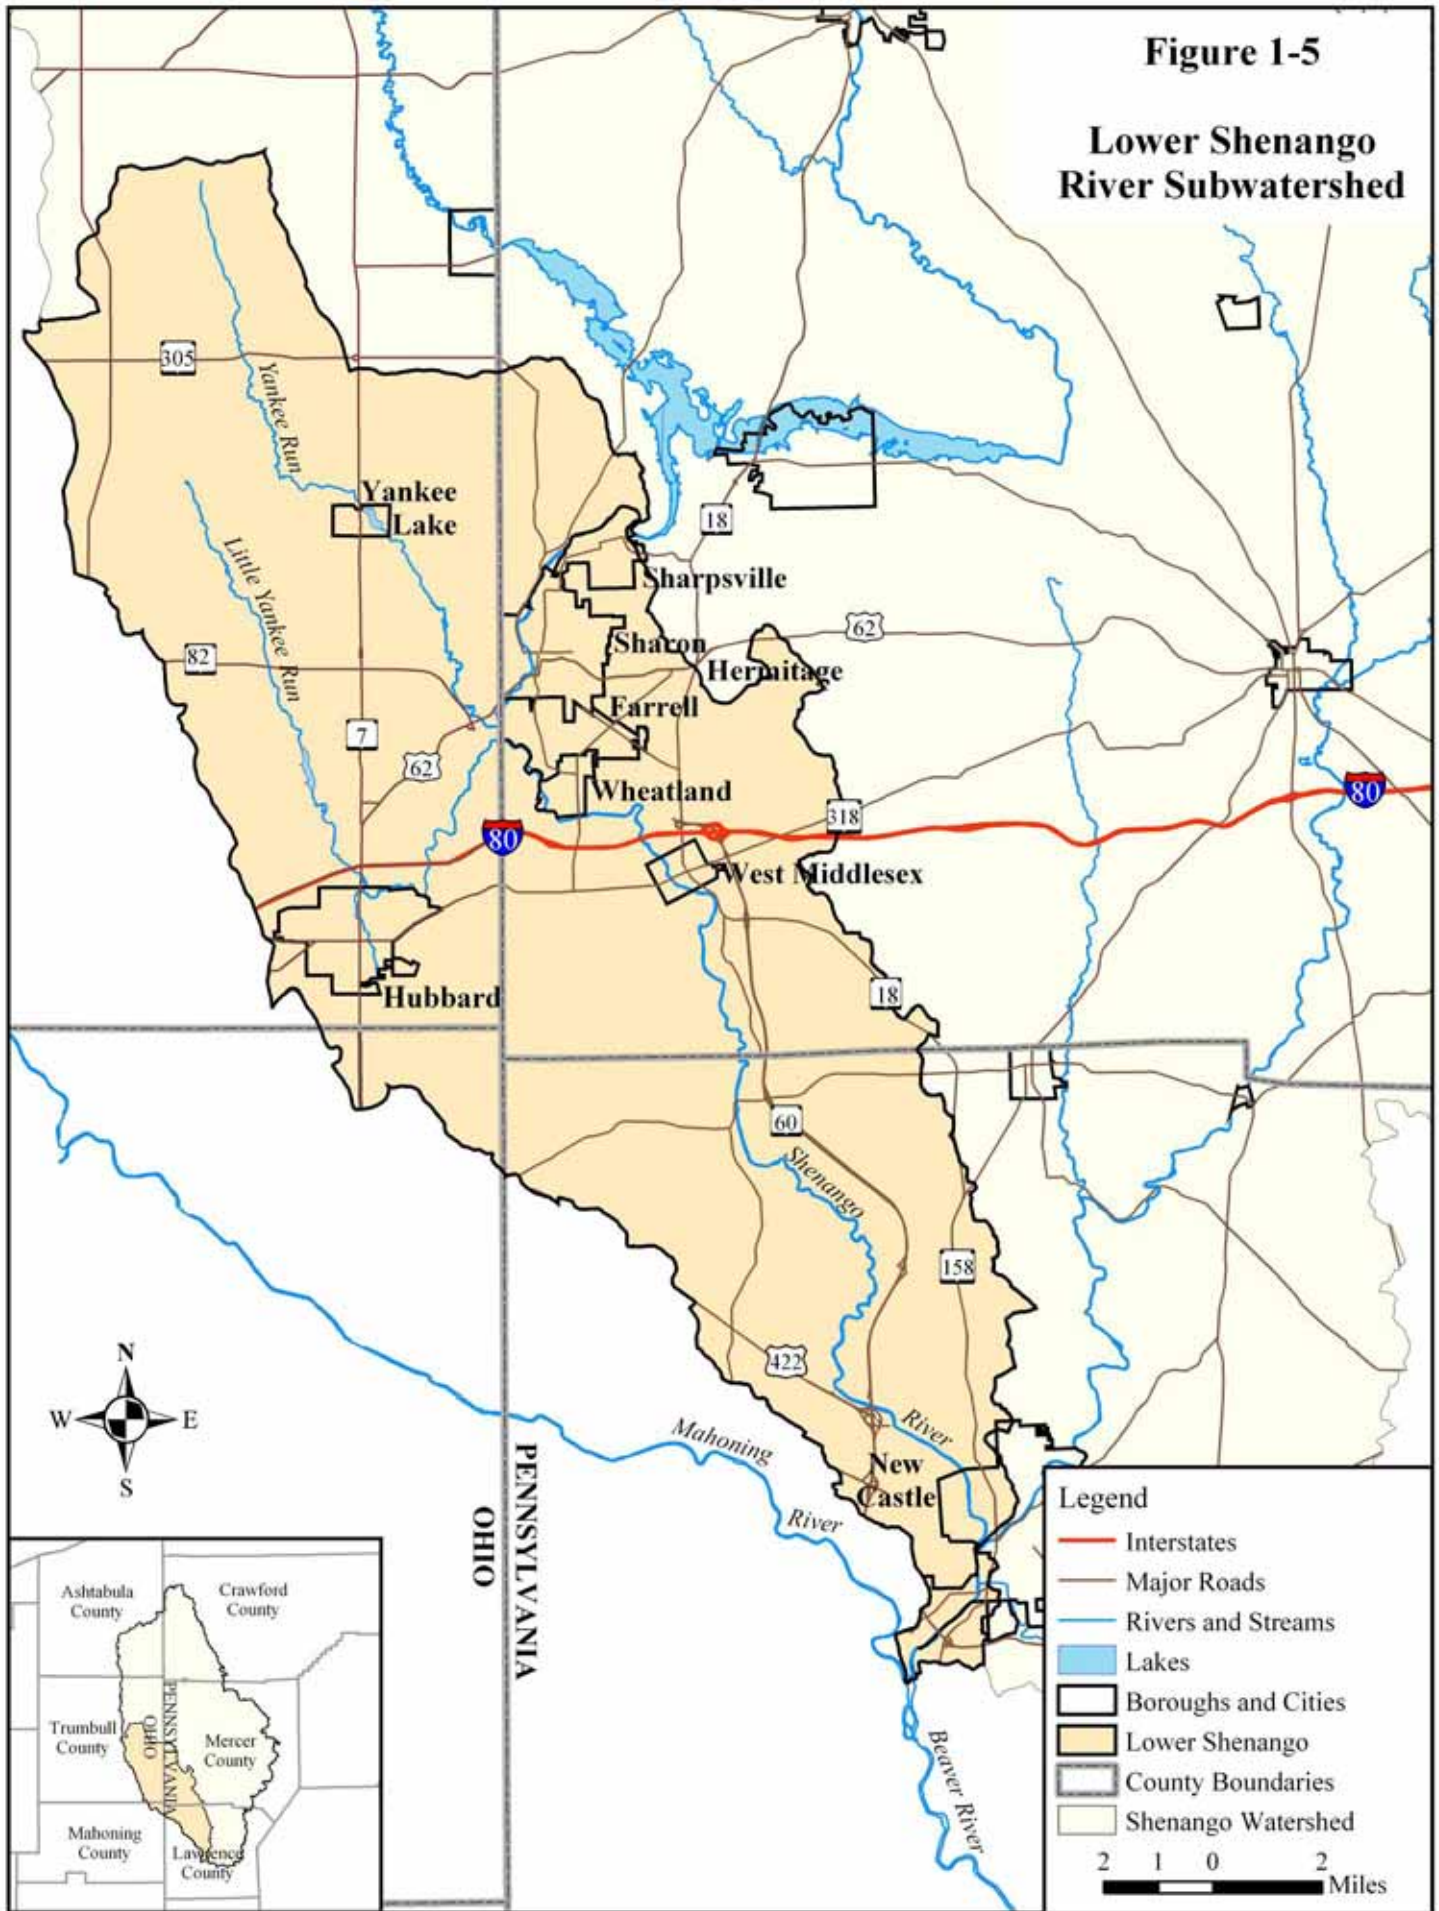 Figure 1-5
Lower Shenango
River Subwatershed
305
Yankee Run
Yankee
Lake
18
Little Yankee Run
Sharpsville
62
Sharon
82
Hermitage
Farrell
7
62
Wheatland
80
318
80
West Middlesex
18
Hubbard
60
Shenango
158
422
N
W
E
S
River
Mahoning
New
Castle
River
PENNSYLVANIA
OHIO
Beaver River
Legend
Interstates
Major Roads
Rivers and Streams
Lakes
Boroughs and Cities
Lower Shenango
County Boundaries
Shenango Watershed
2 1 0 2
Miles
Ashtabula
County
Crawford
County
Trumbull
County
PENNSYLVANIA
OHIO
Mercer
County
Mahoning
County
Lawrence
County